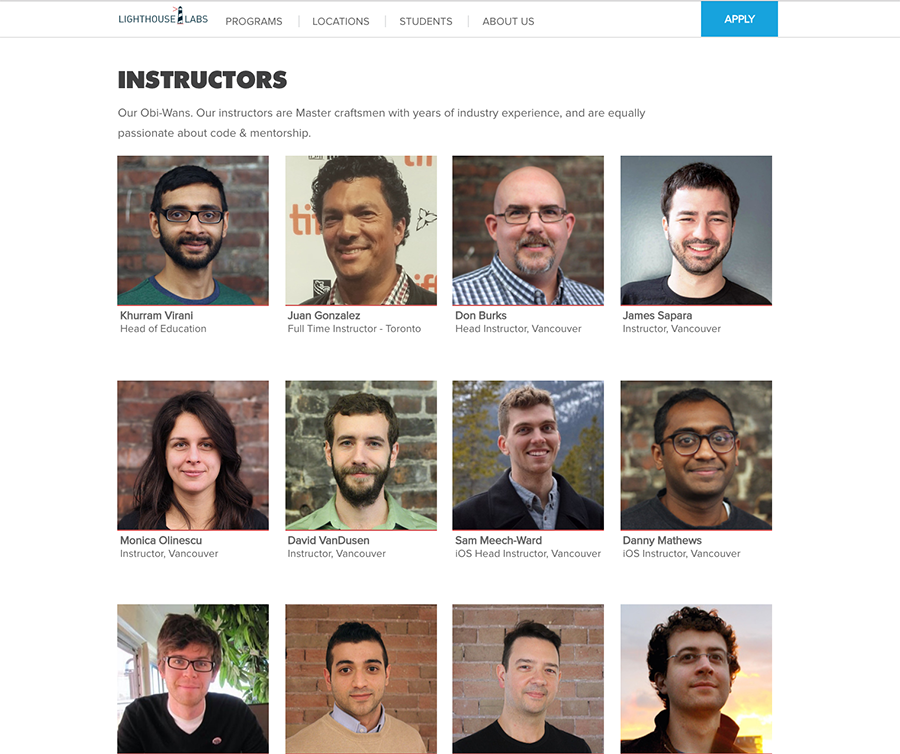 LIGHTHOUSE LABS
PROGRAMS
LOCATIONS
STUDENTS
ABOUT US
APPLY
INSTRUCTORS
Our Obi-Wans. Our instructors are Master craftsmen with years of industry experience, and are equally
passionate about code & mentorship.
Khurram Virani
Head of Education
Juan Gonzalez
Full Time Instructor - Toronto
Don Burks
Head Instructor, Vancouver
James Sapara
Instructor, Vancouver
Monica Olinescu
Instructor, Vancouver
David VanDusen
Instructor, Vancouver
Sam Meech-Ward
iOS Head Instructor, Vancouver
Danny Mathews
iOS Instructor, Vancouver